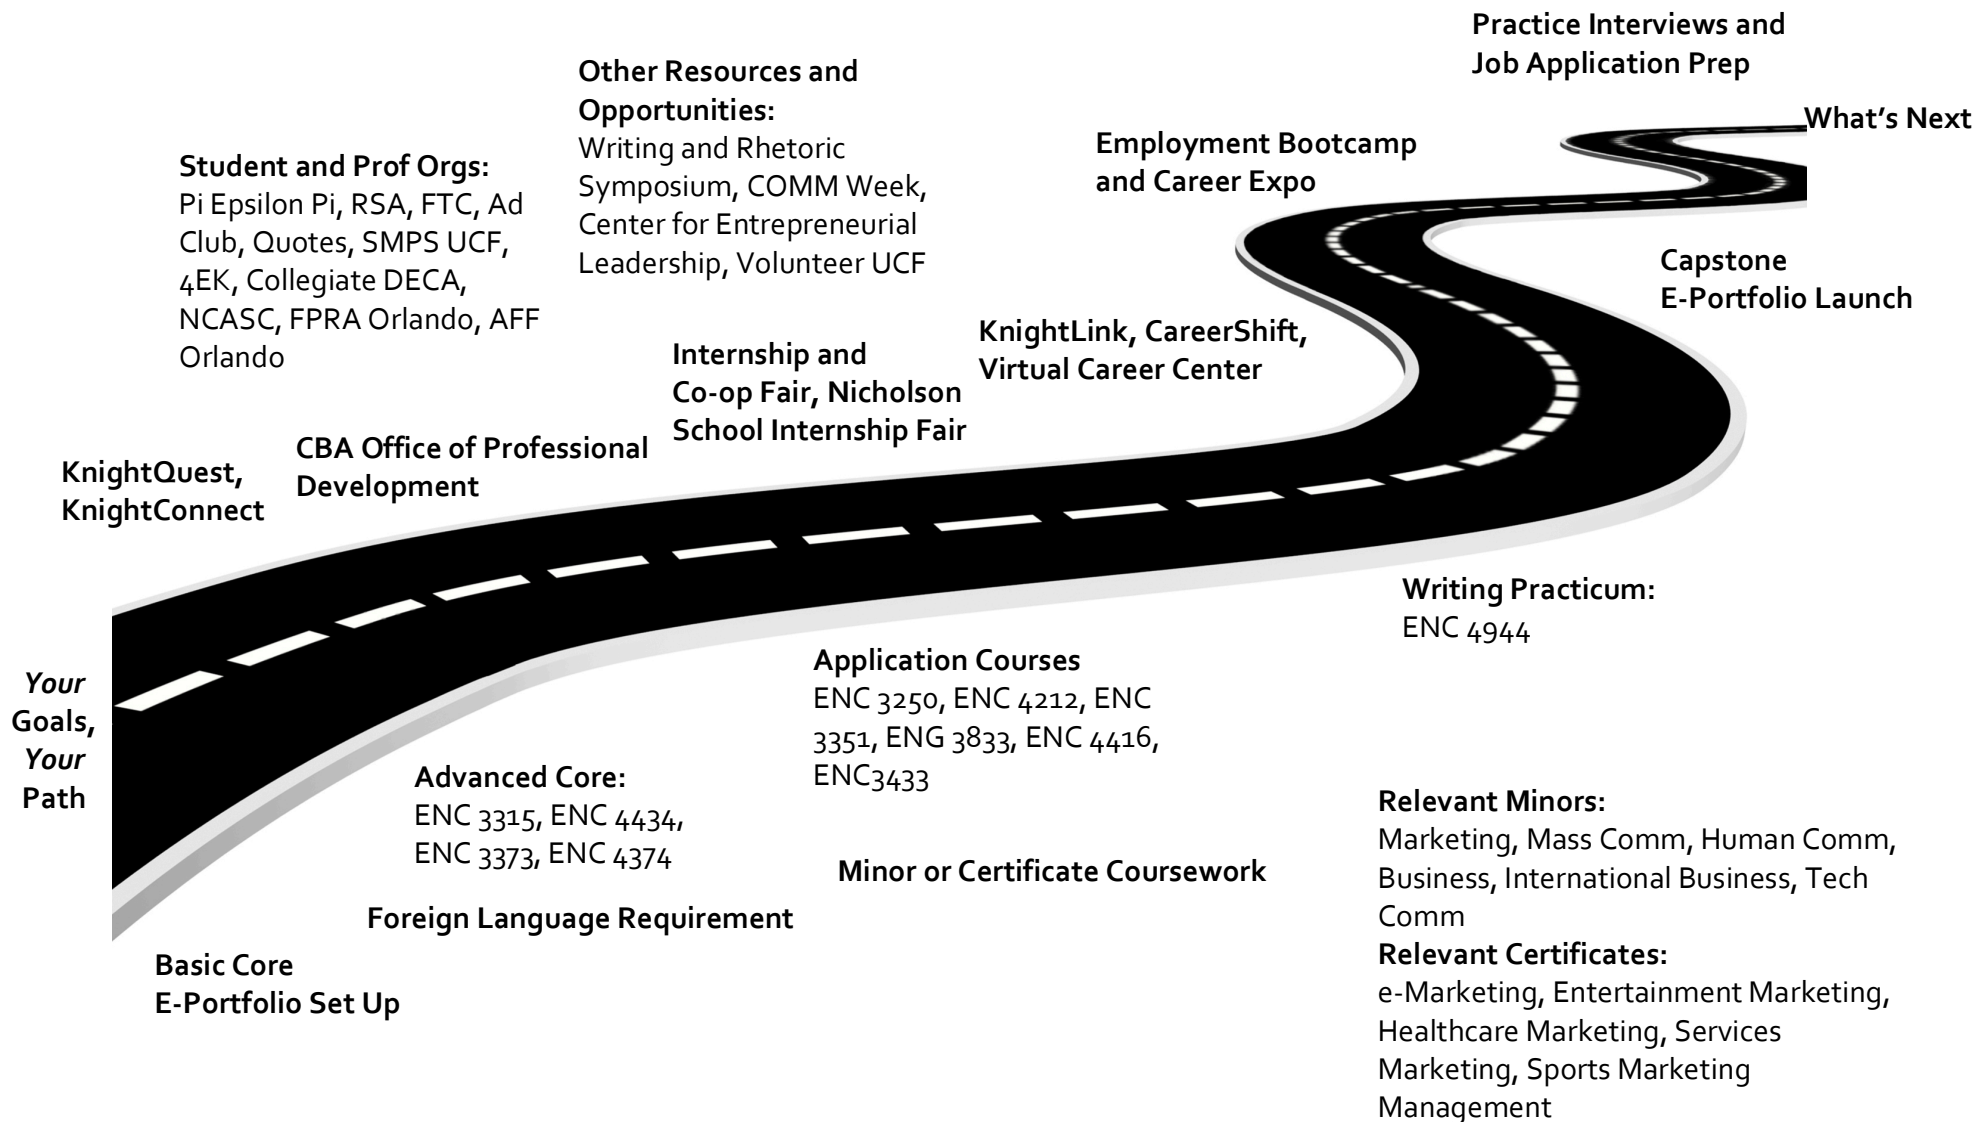 Practice Interviews and
Job Application Prep
What's Next
Other Resources and
Opportunities:
Writing and Rhetoric
Symposium, COMM Week,
Center for Entrepreneurial
Leadership, Volunteer UCF
Employment Bootcamp
and Career Expo
Student and Prof Orgs:
Pi Epsilon Pi, RSA, FTC, Ad
Club, Quotes, SMPS UCF,
4EK, Collegiate DECA,
NCASC, FPRA Orlando, AFF
Orlando
Capstone
E-Portfolio Launch
KnightLink, CareerShift,
Virtual Career Center
Internship and
Co-op Fair, Nicholson
School Internship Fair
CBA Office of Professional
Development
KnightQuest,
KnightConnect
Your
Goals,
Your
Path
Writing Practicum:
ENC 4944
Application Courses
ENC 3250, ENC 4212, ENC
3351, ENG 3833, ENC 4416,
ENC3433
Advanced Core:
ENC 3315, ENC 4434,
ENC 3373, ENC 4374
Minor or Certificate Coursework
Foreign Language Requirement
Basic Core
E-Portfolio Set Up
Relevant Minors:
Marketing, Mass Comm, Human Comm,
Business, International Business, Tech
Comm
Relevant Certificates:
e-Marketing, Entertainment Marketing,
Healthcare Marketing, Services
Marketing, Sports Marketing
Management